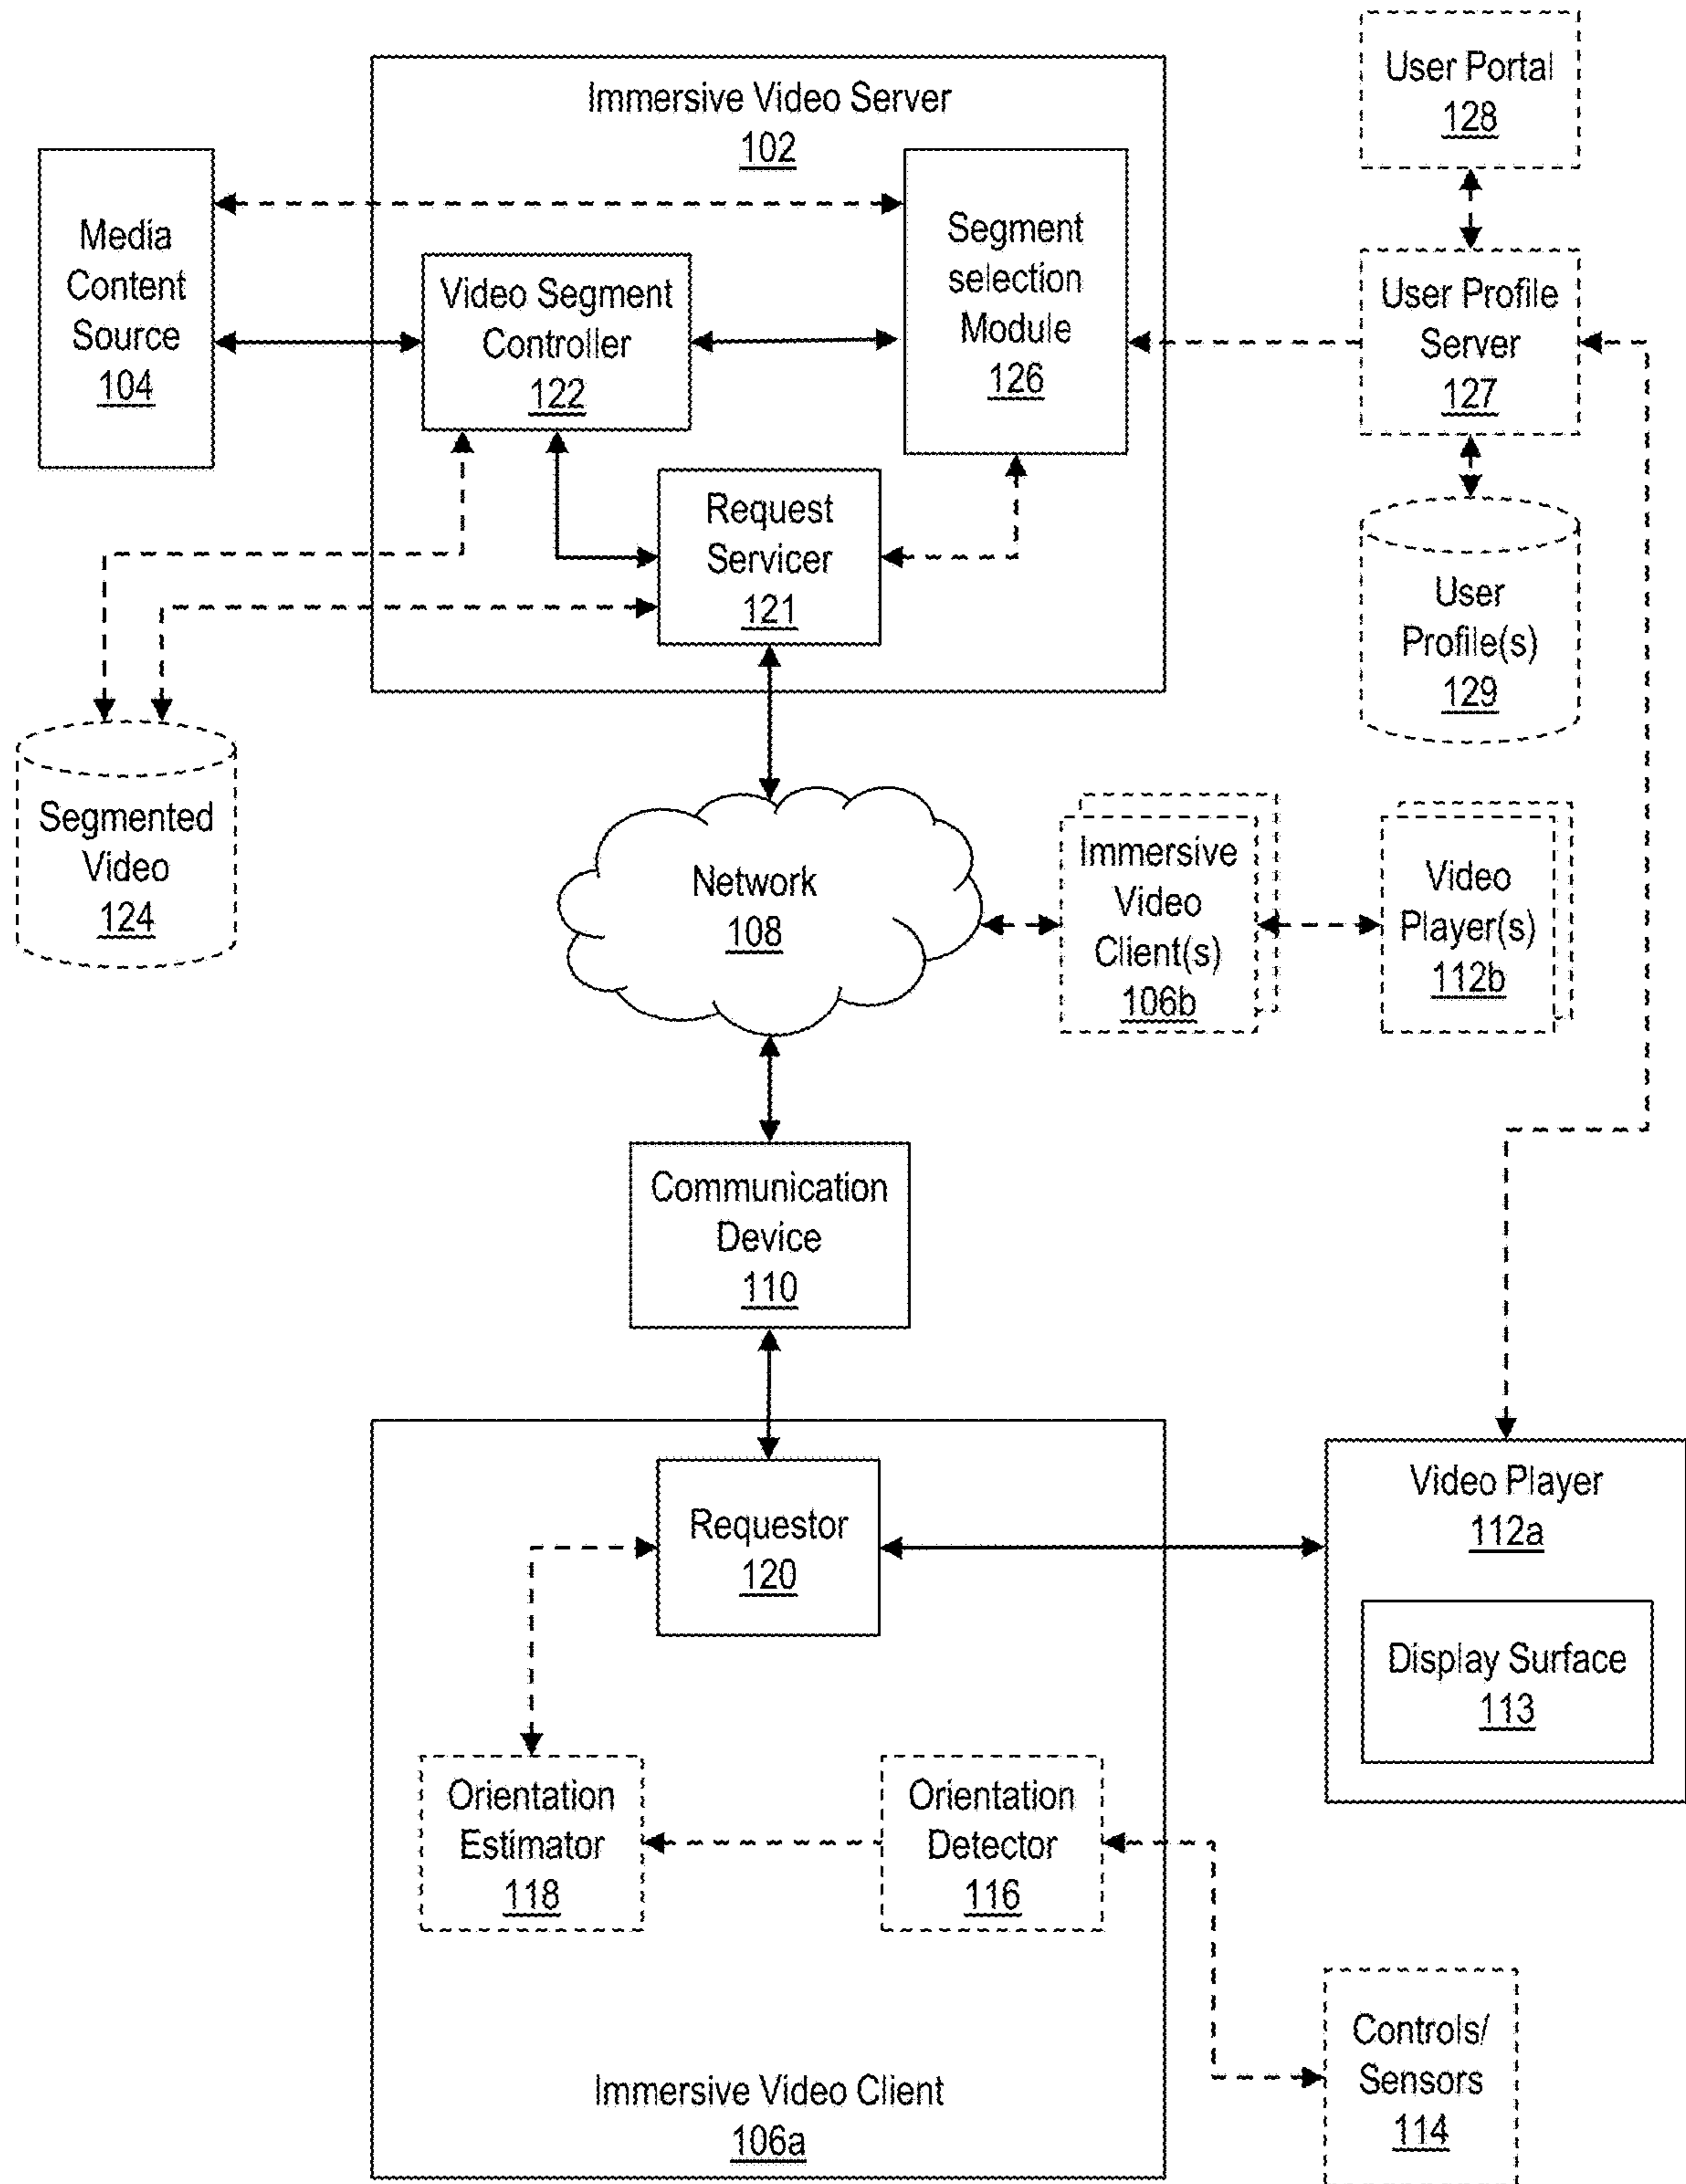 User Portal
128
Immersive Video Server
102
Media
Content
Source
104
Segment
selection
Module
126
Video Segment
Controller
122
User Profile
Server
127
Request
Servicer
121
User
Profile(s)
129
Segmented
Video
124
Network
108
Immersive
Video
Client(s)
106b
Video
Player(s)
112b
Communication
Device
110
Requestor
120
Video Player
112a
Display Surface
113
Orientation
Estimator
118
Orientation
Detector
116
Controls/
Sensors
114
Immersive Video Client
106a